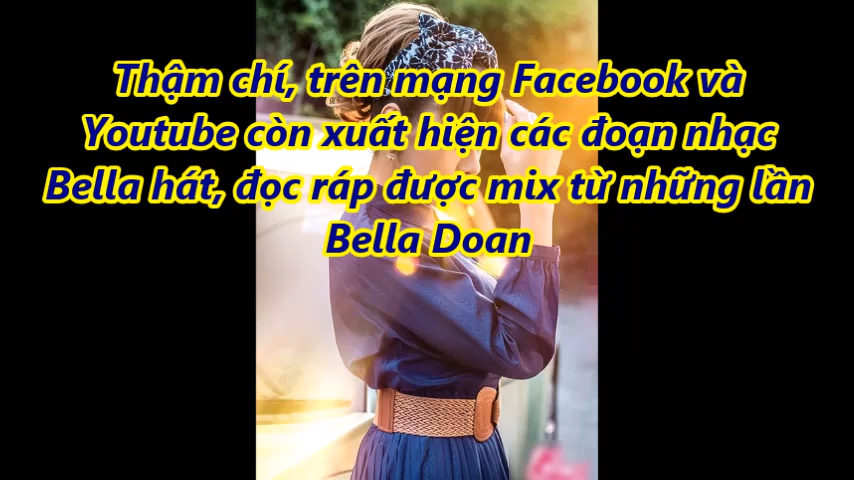 Thậm chí, trên mạng Facebook và
Youtube còn xuất hiện các đoạn nhạc
Bella hát, đọc ráp được mix từ những lần
Bella Doan